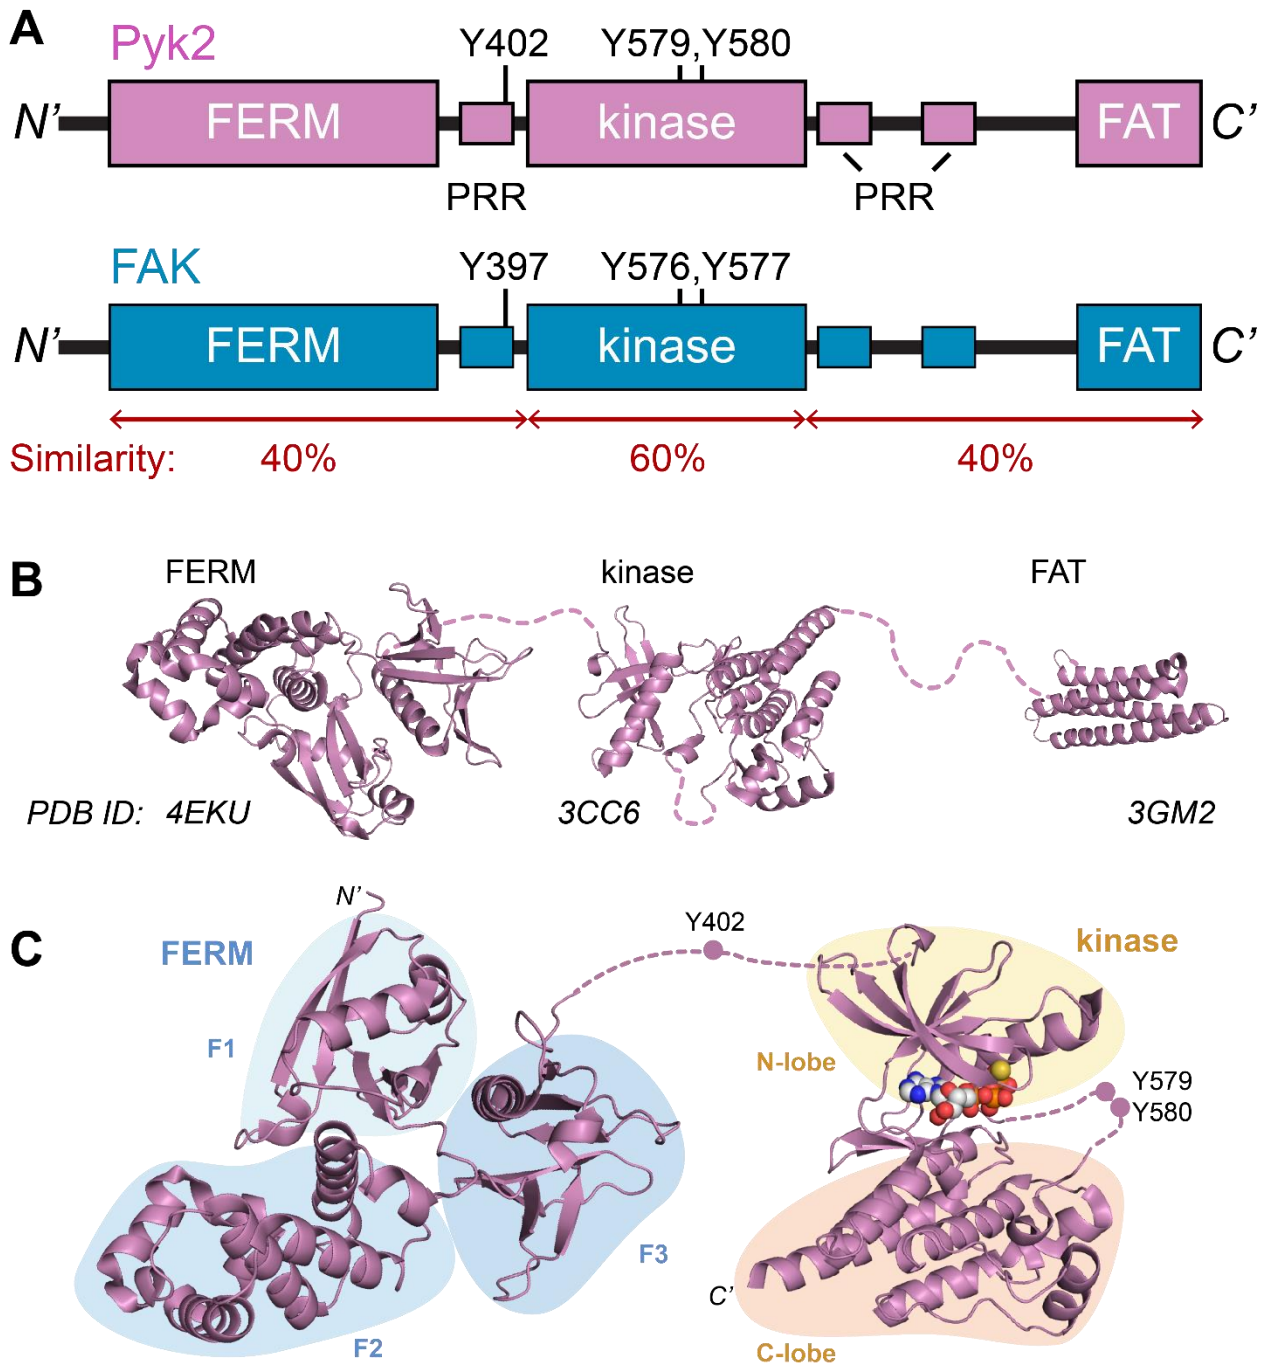 A
Pyk2
Y402 Y579,Y580
N’ FERM kinase FAT C’
PRR PRR
FAK
Y397 Y576,Y577
N’ FERM kinase FAT C’
Similarity: 40% 60% 40%
B
FERM kinase FAT
PDB ID: 4EKU 3CC6 3GM2
C
N’
FERM
Y402
kinase
F1
N-lobe
Y579
Y580
F3
C’
F2
C-lobe